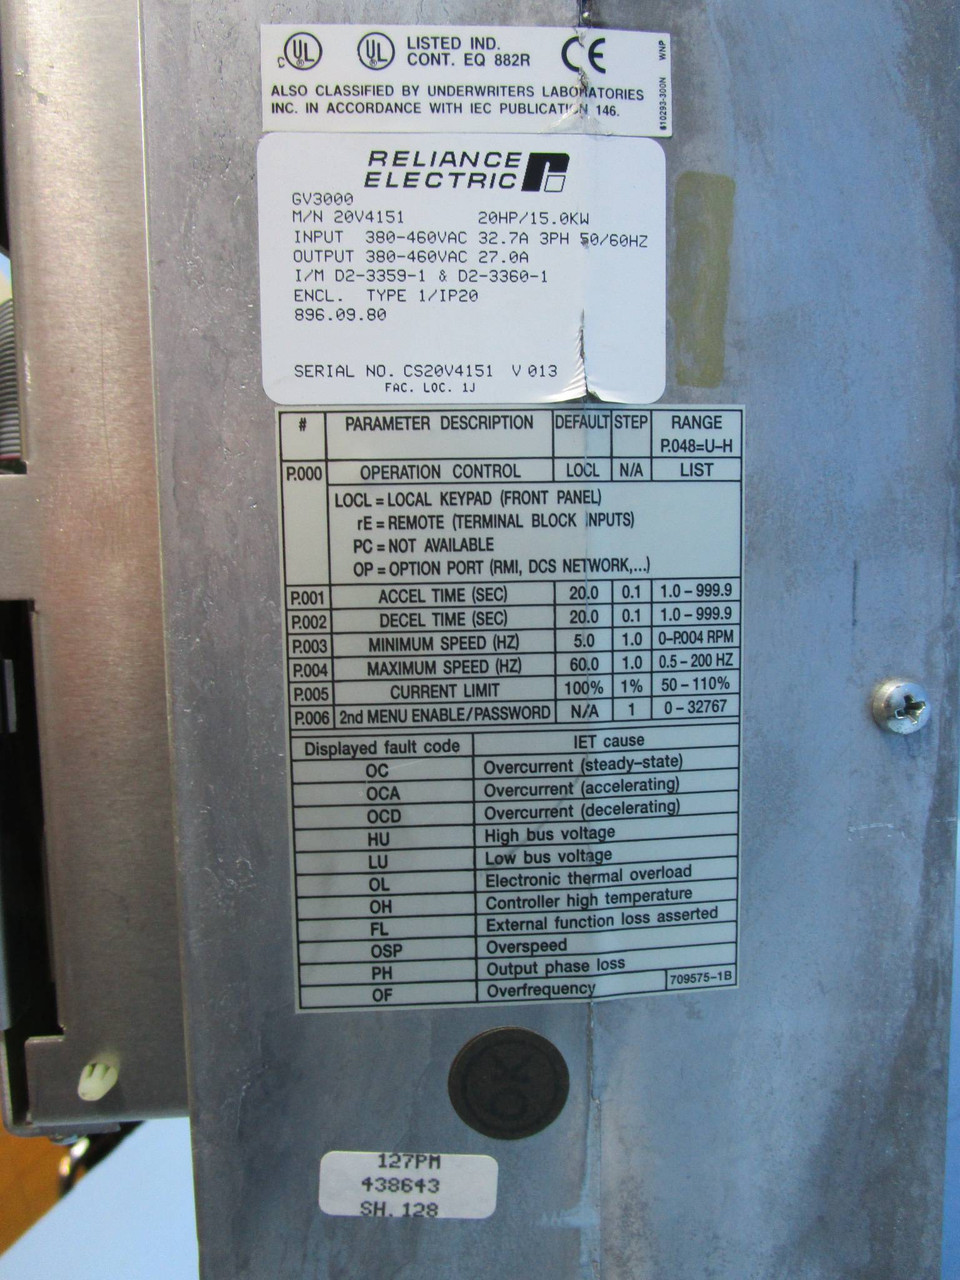 c UL ® UL ® LISTED IND. CE
CONT. EQ 882R
ALSO CLASSIFIED BY UNDERWRITERS LABORATORIES
INC. IN ACCORDANCE WITH IEC PUBLICATION 146.
610293-300N WNP
RELIANCE
ELECTRIC
GV3000
M/N 20V4151 20HP/15.0KW
INPUT 380-460VAC 32.7A 3PH 50/60HZ
OUTPUT 380-460VAC 27.0A
I/M D2-3359-1 & D2-3360-1
ENCL. TYPE 1/IP20
896.09.80
SERIAL NO. CS20V4151 V 013
FAC. LOC. 1J
# PARAMETER DESCRIPTION DEFAULT STEP RANGE
P.048=U-H
P.000 OPERATION CONTROL LOCL N/A LIST
LOCL = LOCAL KEYPAD (FRONT PANEL)
rE = REMOTE (TERMINAL BLOCK INPUTS)
PC = NOT AVAILABLE
OP = OPTION PORT (RMI, DCS NETWORK,...)
P.001 ACCEL TIME (SEC) 20.0 0.1 1.0 - 999.9
P.002 DECEL TIME (SEC) 20.0 0.1 1.0 - 999.9
P.003 MINIMUM SPEED (HZ) 5.0 1.0 0-P.004 RPM
P.004 MAXIMUM SPEED (HZ) 60.0 1.0 0.5 - 200 HZ
P.005 CURRENT LIMIT 100% 1% 50 - 110%
P.006 2nd MENU ENABLE/PASSWORD N/A 1 0 - 32767
Displayed fault code IET cause
OC Overcurrent (steady-state)
OCA Overcurrent (accelerating)
OCD Overcurrent (decelerating)
HU High bus voltage
LU Low bus voltage
OL Electronic thermal overload
OH Controller high temperature
FL External function loss asserted
OSP Overspeed
PH Output phase loss
OF Overfrequency 709575-1B
OK
127PM
438643
SH. 128